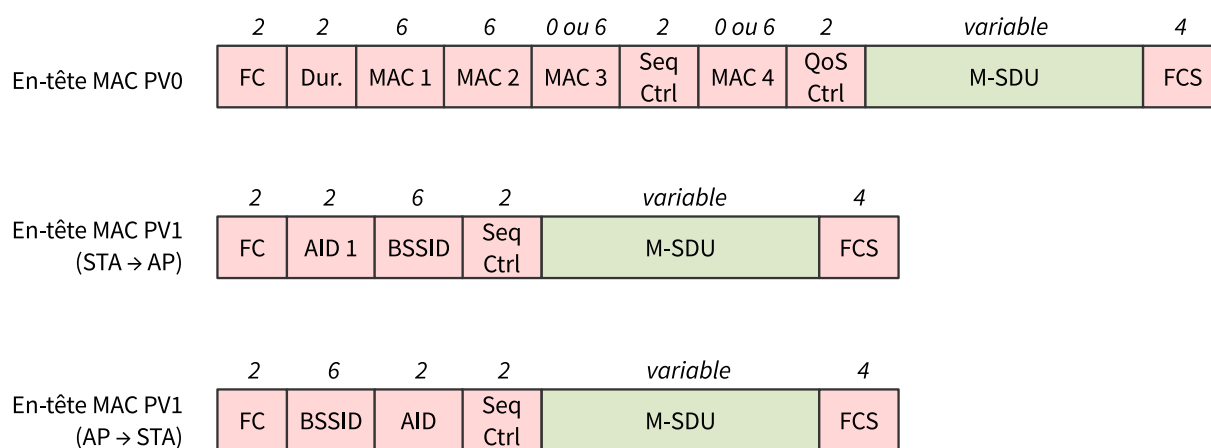 2 2 6 6 0 ou 6 2 0 ou 6 2 variable 4
En-tête MAC PV0 FC Dur. MAC 1 MAC 2 MAC 3 Seq Ctrl MAC 4 QoS Ctrl M-SDU FCS
2 2 6 2 variable 4
En-tête MAC PV1
(STA → AP)
FC AID 1 BSSID Seq Ctrl M-SDU FCS
2 6 2 2 variable 4
En-tête MAC PV1
(AP → STA)
FC BSSID AID Seq Ctrl M-SDU FCS